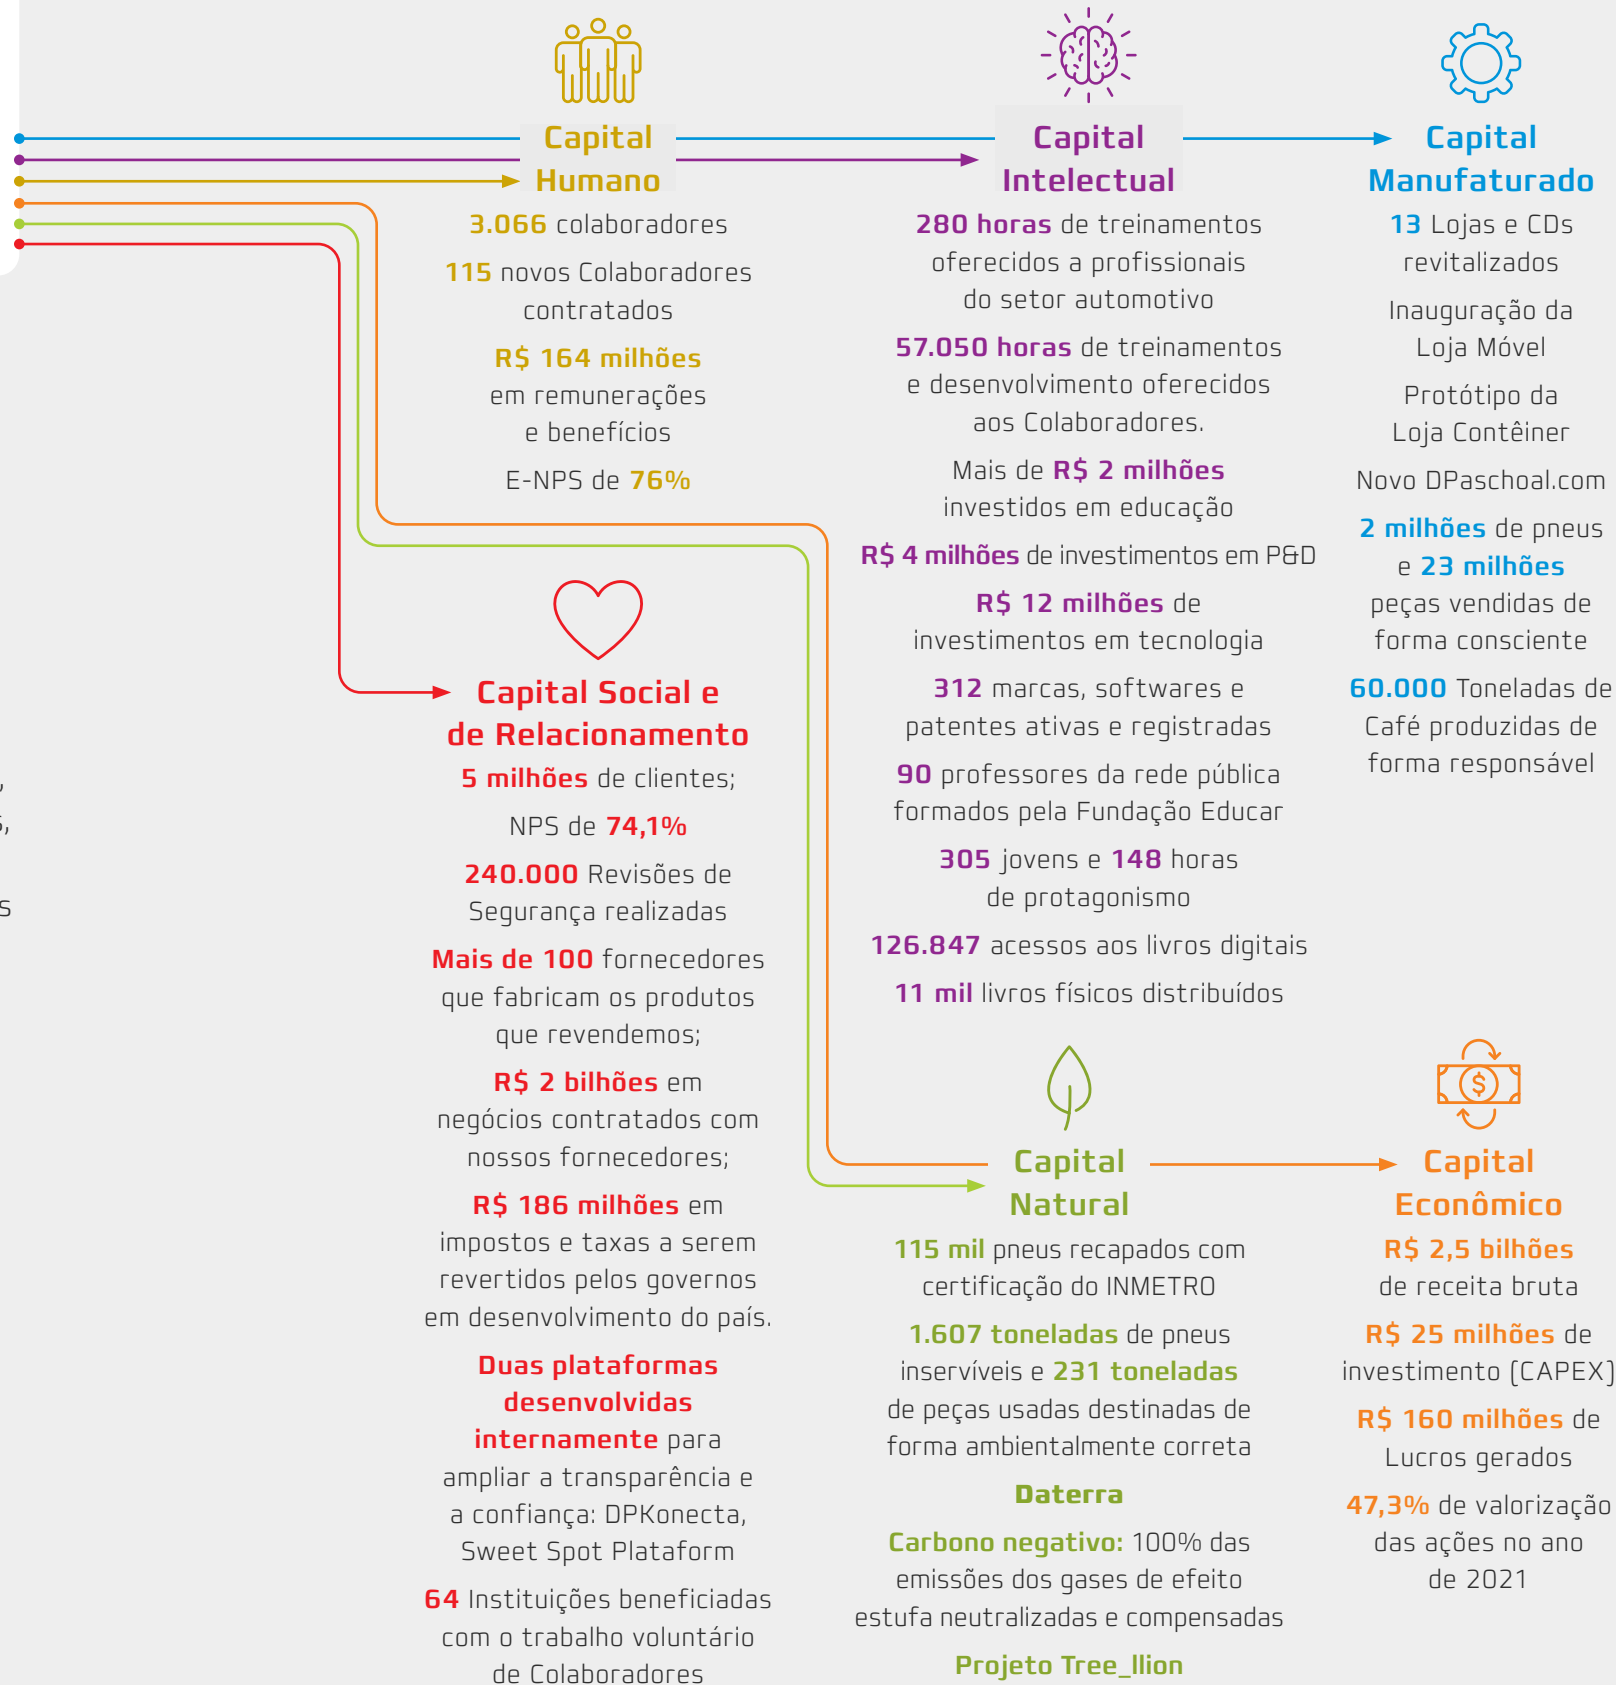 Capital
Humano
3.066 colaboradores
115 novos Colaboradores
contratados
R$ 164 milhões
em remunerações
e benefícios
E-NPS de 76%
Capital
Intelectual
280 horas de treinamentos
oferecidos a profissionais
do setor automotivo
57.050 horas de treinamentos
e desenvolvimento oferecidos
aos Colaboradores.
Mais de R$ 2 milhões
investidos em educação
R$ 4 milhões de investimentos em P&D
R$ 12 milhões de
investimentos em tecnologia
312 marcas, softwares e
patentes ativas e registradas
90 professores da rede pública
formados pela Fundação Educar
305 jovens e 148 horas
de protagonismo
126.847 acessos aos livros digitais
11 mil livros físicos distribuídos
Capital
Manufaturado
13 Lojas e CDs
revitalizados
Inauguração da
Loja Móvel
Protótipo da
Loja Contêiner
Novo DPaschoal.com
2 milhões de pneus
e 23 milhões
peças vendidas de
forma consciente
60.000 Toneladas de
Café produzidas de
forma responsável
Capital Social e
de Relacionamento
5 milhões de clientes;
NPS de 74,1%
240.000 Revisões de
Segurança realizadas
Mais de 100 fornecedores
que fabricam os produtos
que revendemos;
R$ 2 bilhões em
negócios contratados com
nossos fornecedores;
R$ 186 milhões em
impostos e taxas a serem
revertidos pelos governos
em desenvolvimento do país.
Duas plataformas
desenvolvidas
internamente para
ampliar a transparência e
a confiança: DPKonecta,
Sweet Spot Plataform
64 Instituições beneficiadas
com o trabalho voluntário
de Colaboradores
Capital
Natural
115 mil pneus recapados com
certificação do INMETRO
1.607 toneladas de pneus
inservíveis e 231 toneladas
de peças usadas destinadas de
forma ambientalmente correta
Daterra
Carbono negativo: 100% das
emissões dos gases de efeito
estufa neutralizadas e compensadas
Projeto Tree_llion
Capital
Econômico
R$ 2,5 bilhões
de receita bruta
R$ 25 milhões de
investimento (CAPEX)
R$ 160 milhões de
Lucros gerados
47,3% de valorização
das ações no ano
de 2021